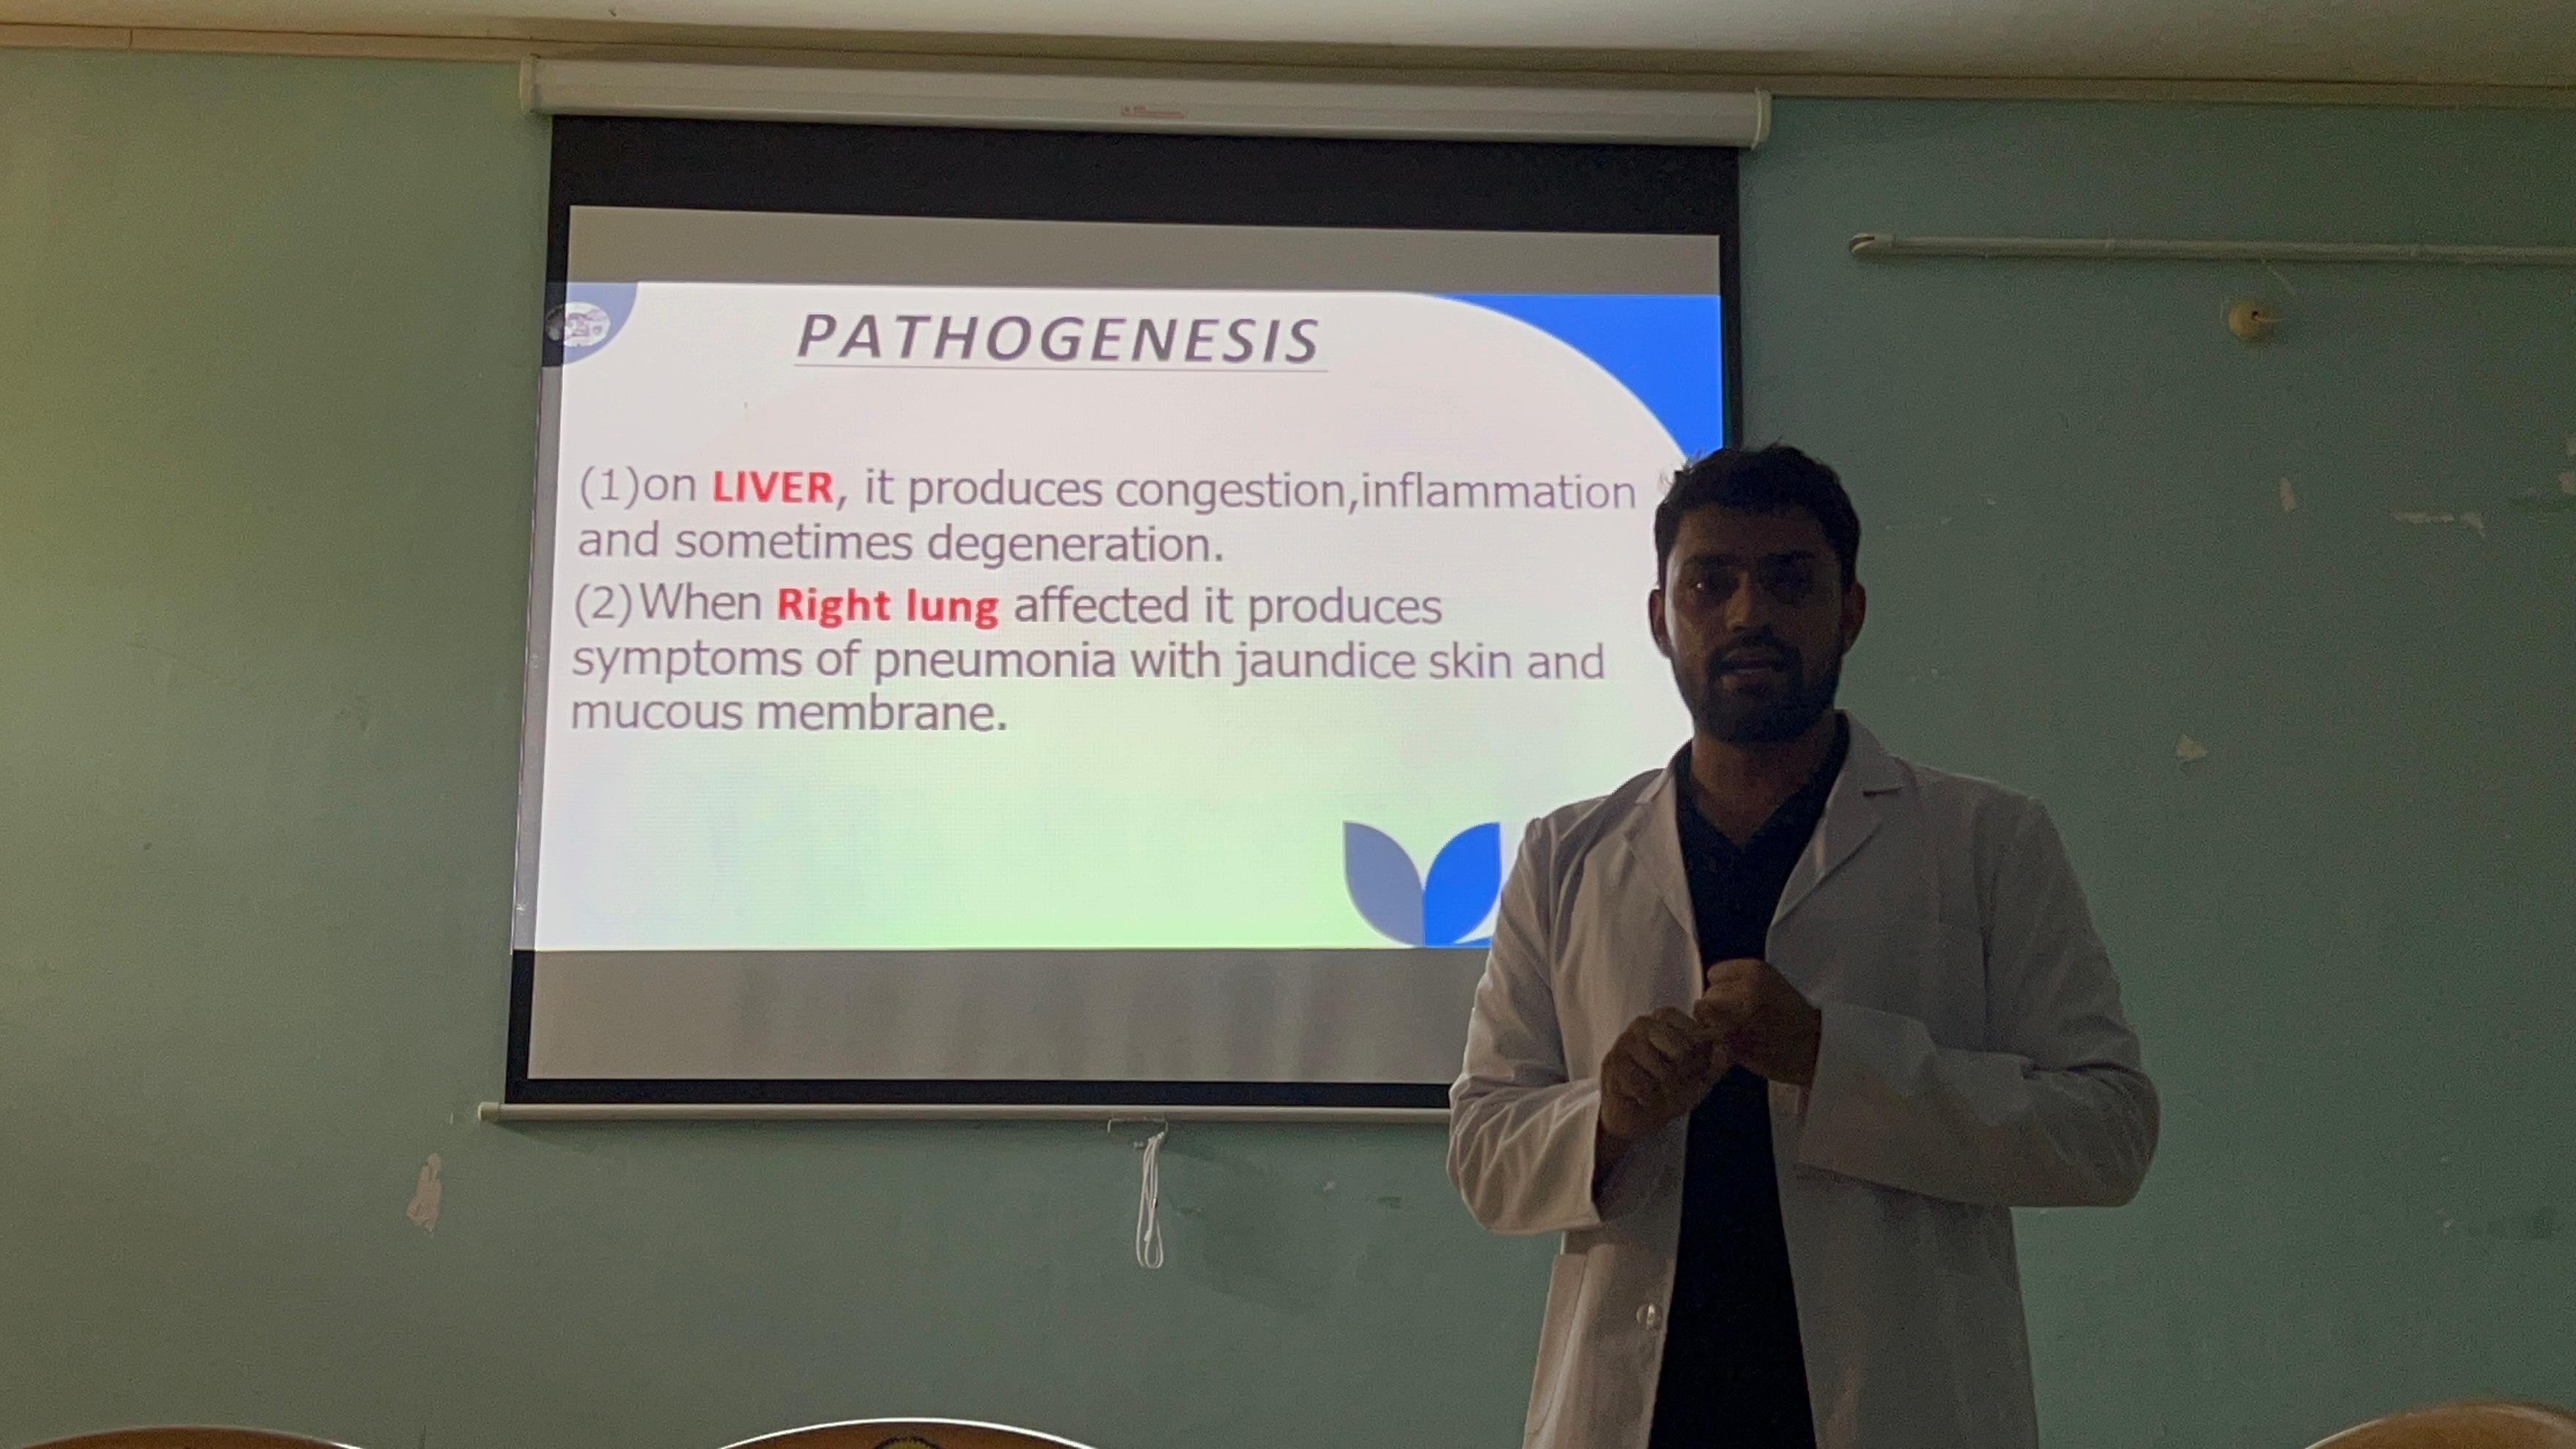 PATHOGENESIS
(1)on LIVER, it produces congestion,inflammation
and sometimes degeneration.
(2)When Right lung affected it produces
symptoms of pneumonia with jaundice skin and
mucous membrane.